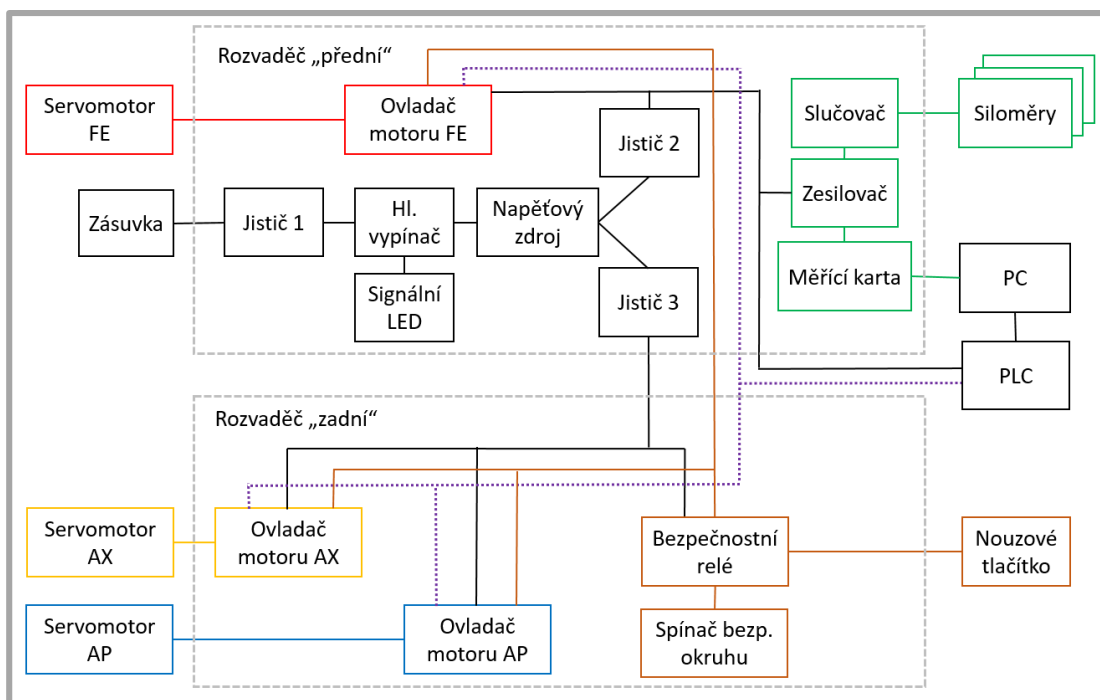 Rozvaděč „přední“
Servomotor
FE
Ovladač
motoru FE
Slučovač
Siloměry
Jistič 2
Zásuvka
Jistič 1
Hl.
vypínač
Napěťový
zdroj
Zesilovač
Signální
LED
Jistič 3
Měřící karta
PC
PLC
Rozvaděč „zadní“
Servomotor
AX
Ovladač
motoru AX
Bezpečnostní
relé
Nouzové
tlačítko
Servomotor
AP
Ovladač
motoru AP
Spínač bezp.
okruhu